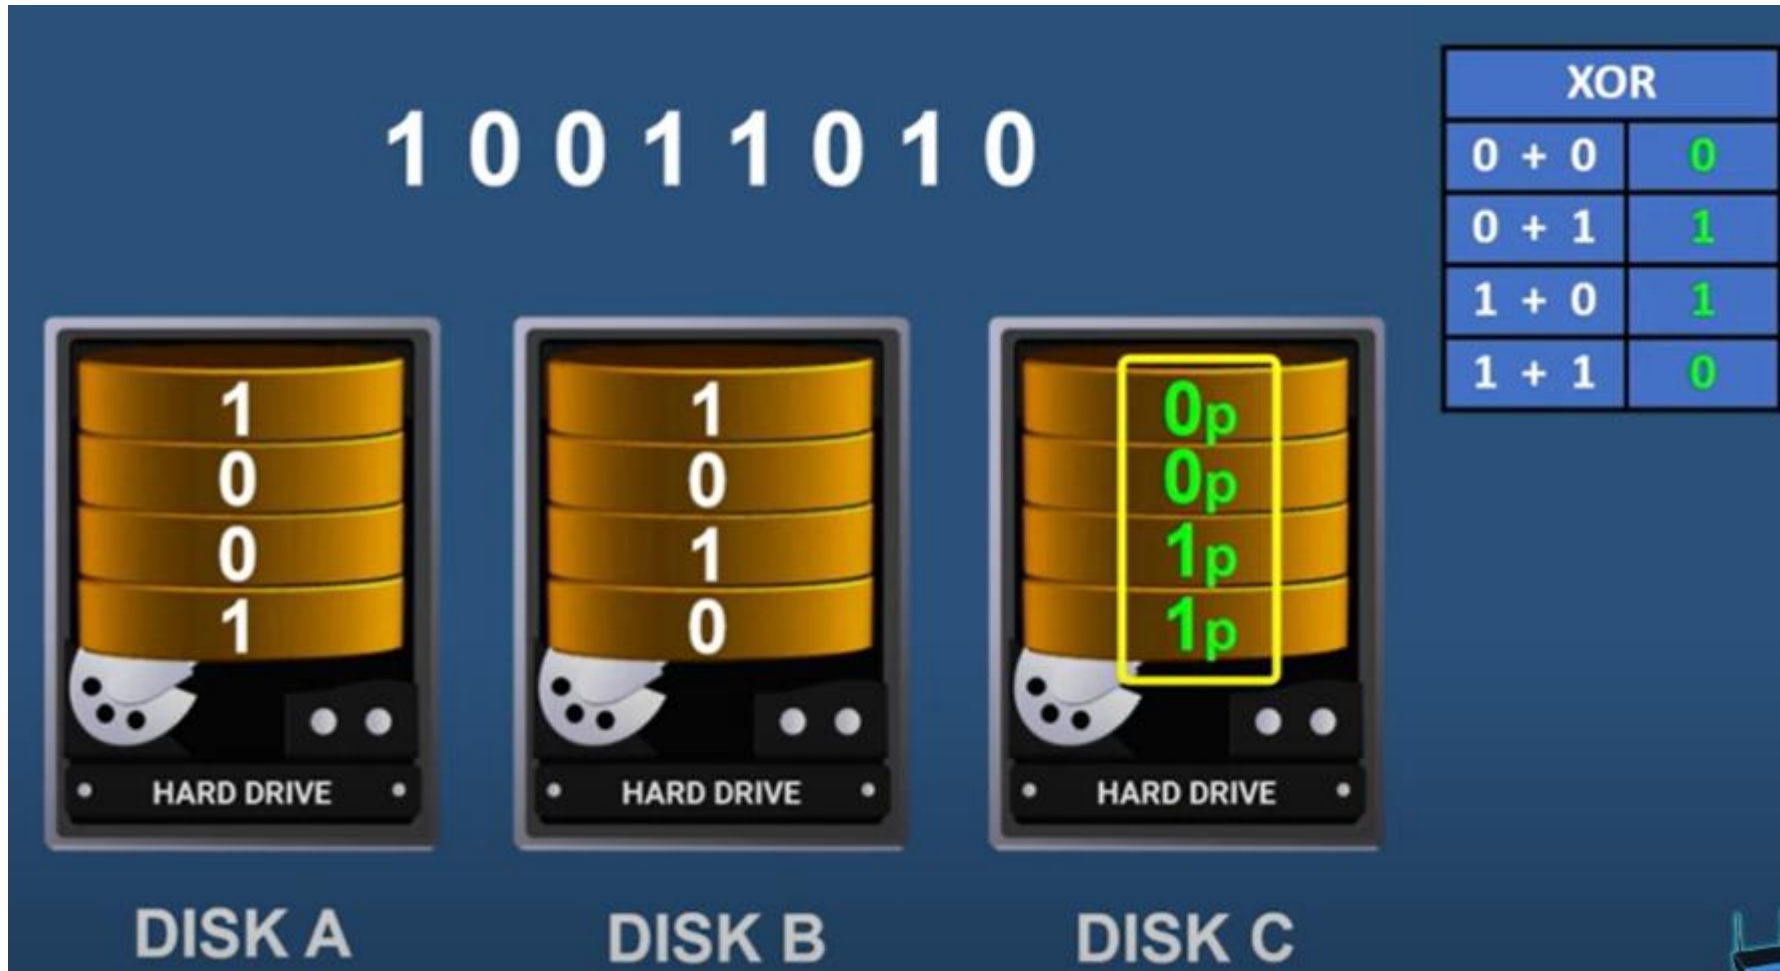 1 0 0 1 1 0 1 0
XOR
0 + 0 0
0 + 1 1
1 + 0 1
1 + 1 0
1
0
0
1
HARD DRIVE
DISK A
1
0
1
0
HARD DRIVE
DISK B
0p
0p
1p
1p
HARD DRIVE
DISK C